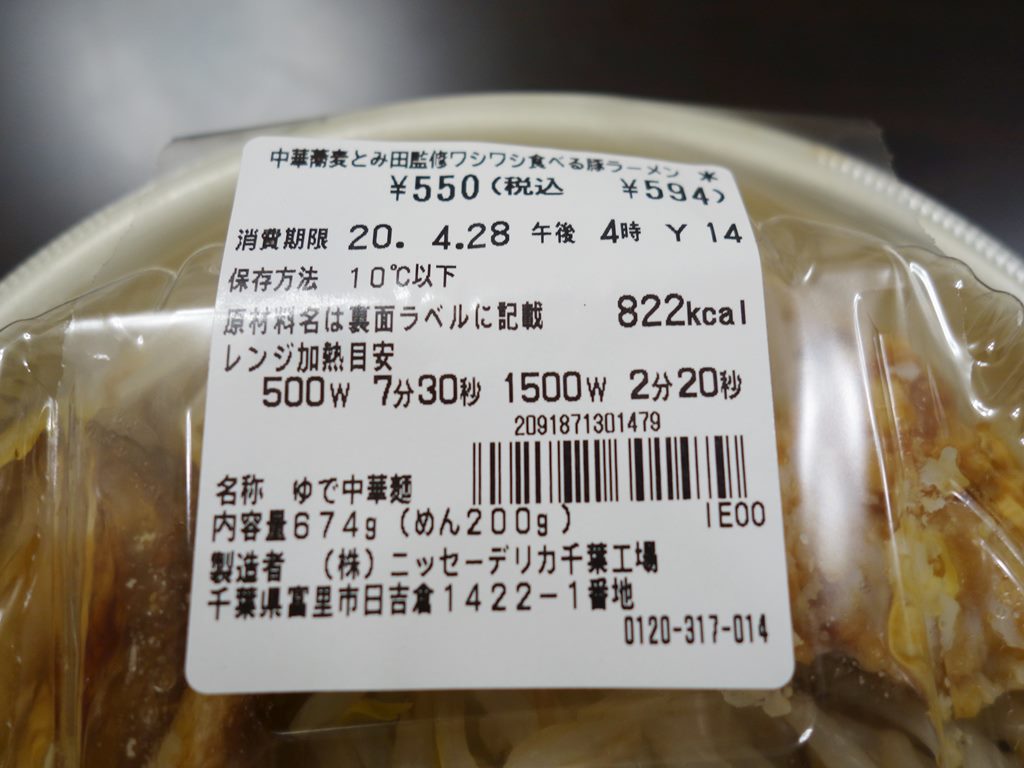 中華蕎麦とみ田監修ワシワシ食べる豚ラーメン 米
¥550(税込 ¥594)
消費期限 20. 4.28 午後 4時 Y 14
保存方法 10℃以下
原材料名は裏面ラベルに記載 822kcal
レンジ加熱目安
500W 7分30秒 1500W 2分20秒
2091871301479
名称 ゆで中華麺
IE00
内容量674g(めん200g)
製造者 (株)ニッセーデリカ千葉工場
千葉県富里市日吉倉1422-1番地
0120-317-014